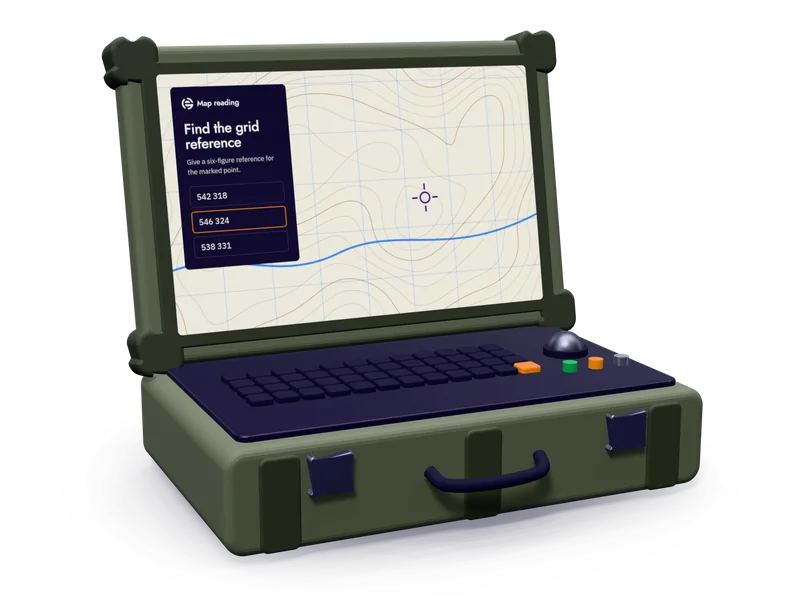 Map reading
Find the grid
reference
Give a six-figure reference for
the marked point.
542 318
546 324
538 331